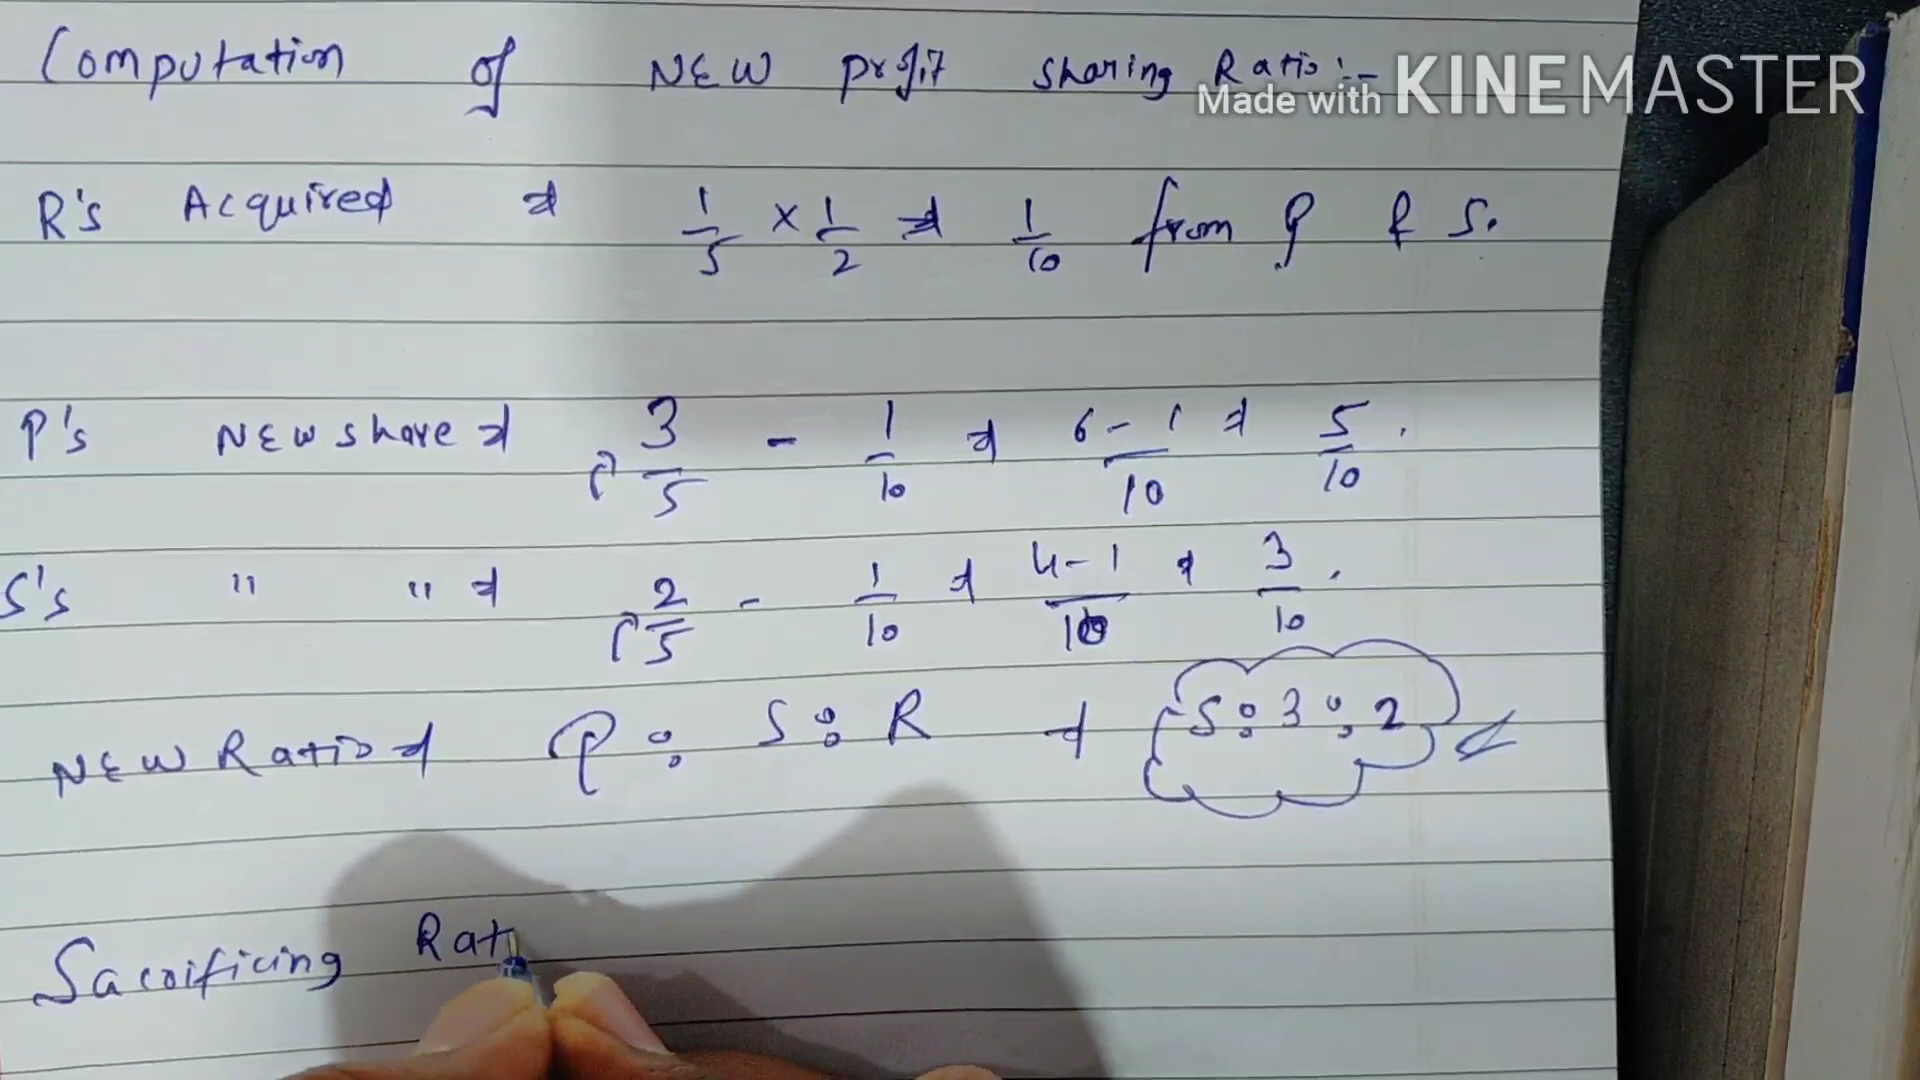 Computation of NEW profit sharing Ratio :-
Made with KINEMASTER
R's Acquired ⇒ 1/5 × 1/2 ⇒ 1/10 from P & S.
P's NEW share ⇒ 3/5 - 1/10 ⇒ 6-1/10 ⇒ 5/10.
S's " " ⇒ 2/5 - 1/10 ⇒ 4-1/10 ⇒ 3/10.
NEW Ratio ⇒ P : S : R ⇒ 5 : 3 : 2
Sacrificing Rat